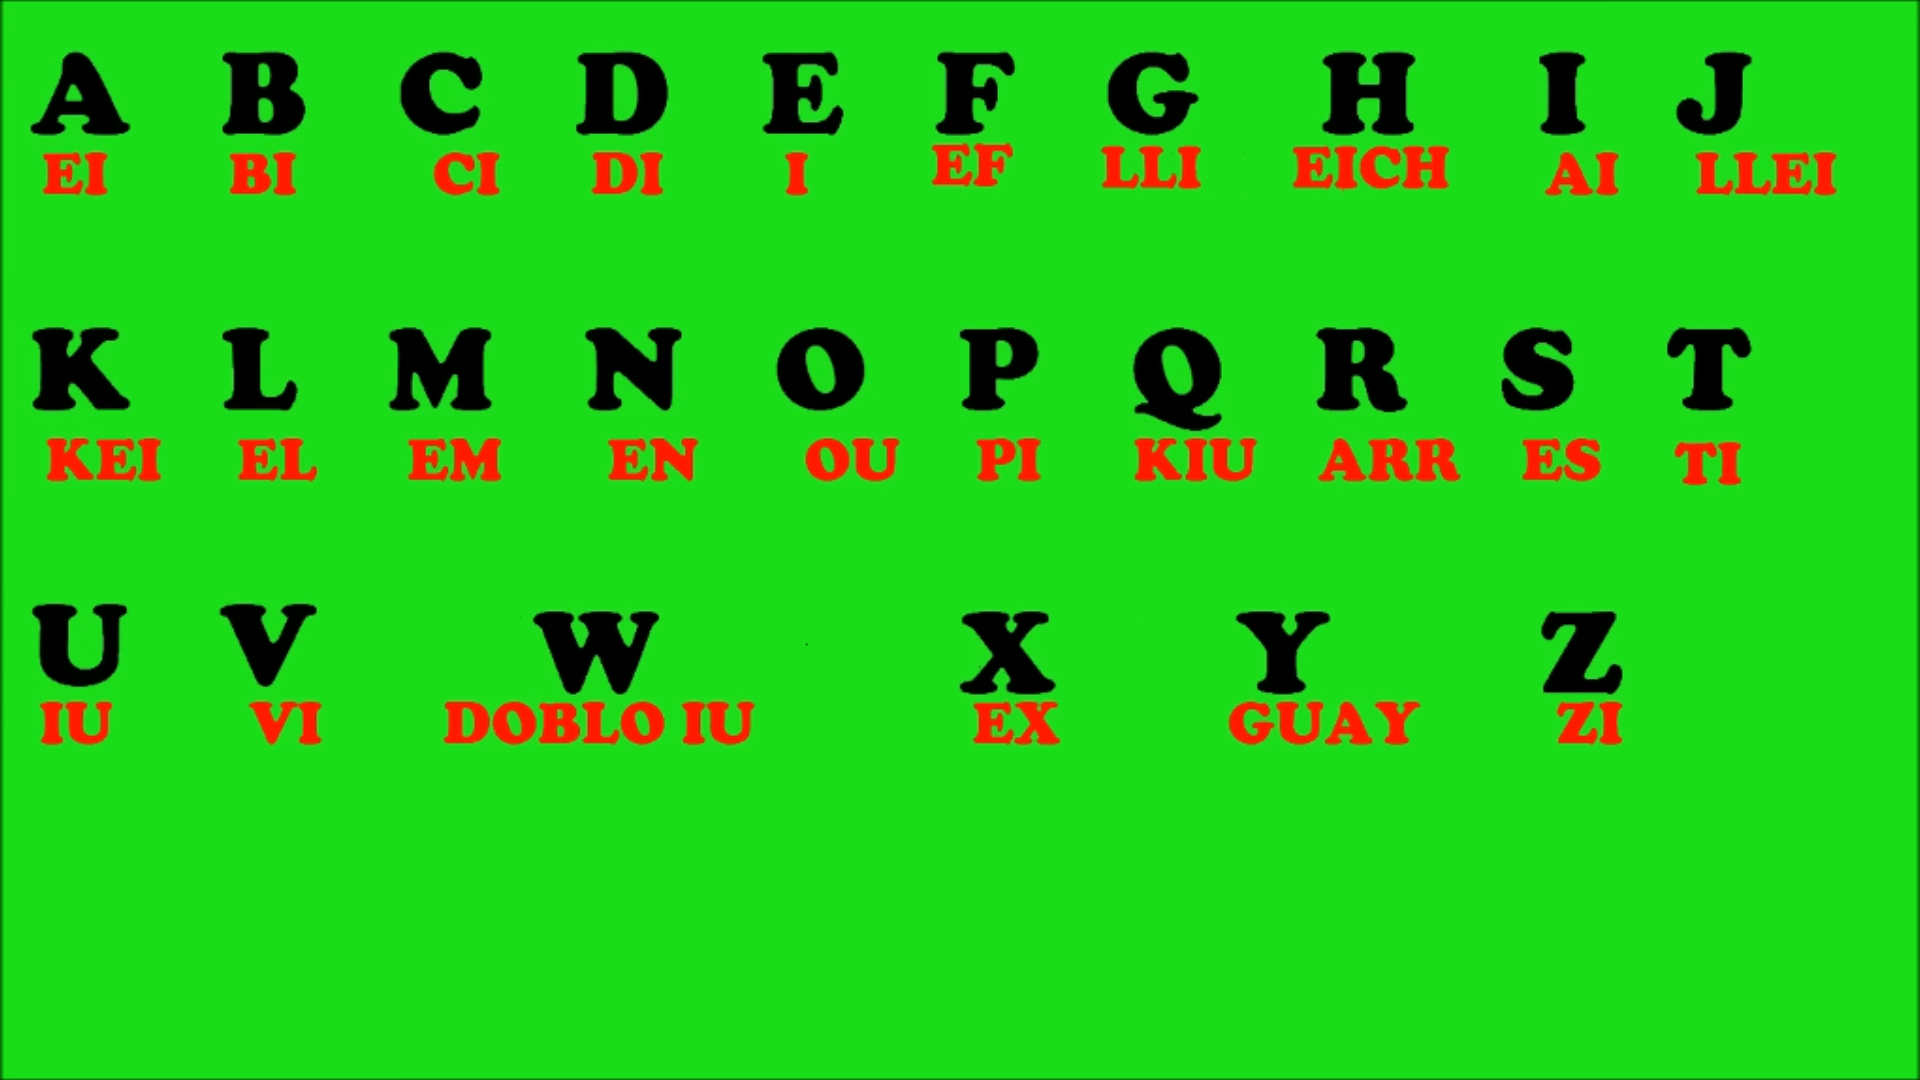 A B C D E F G H I J
EI BI CI DI I EF LLI EICH AI LLEI
K L M N O P Q R S T
KEI EL EM EN OU PI KIU ARR ES TI
U V W X Y Z
IU VI DOBLO IU EX GUAY ZI